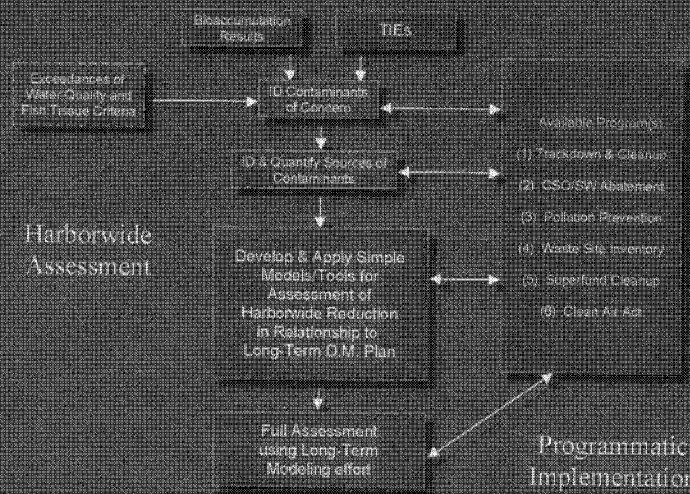 Bioaccumulation
Results
TIEs
Exceedances of
Water Quality and
Fish Tissue Criteria
ID Contaminants
of Concern
ID & Quantify Sources of
Contaminants
Harborwide
Assessment
Develop & Apply Simple
Models/Tools for
Assessment of
Harborwide Reduction
in Relationship to
Long-Term D.M. Plan
Full Assessment
using Long-Term
Modeling effort
Available Program(s)
(1) Trackdown & Cleanup
(2) CSO/SW Abatement
(3) Pollution Prevention
(4) Waste Site Inventory
(5) Superfund Cleanup
(6) Clean Air Act
Programmatic
Implementation